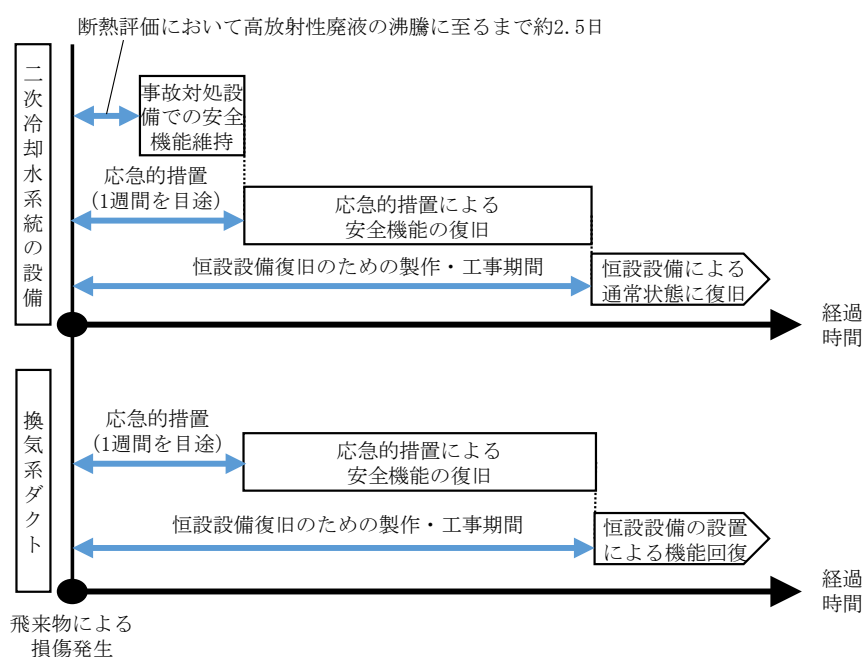 断熱評価において高放射性廃液の沸騰に至るまで約2.5日
二次冷却水系統の設備
事故対処設
備での安全
機能維持
応急的措置
(1週間を目途)
応急的措置による
安全機能の復旧
恒設設備復旧のための製作・工事期間
恒設設備による
通常状態に復旧
経過
時間
換気系ダクト
応急的措置
(1週間を目途)
応急的措置による
安全機能の復旧
恒設設備復旧のための製作・工事期間
恒設設備の設置
による機能回復
経過
時間
飛来物による
損傷発生